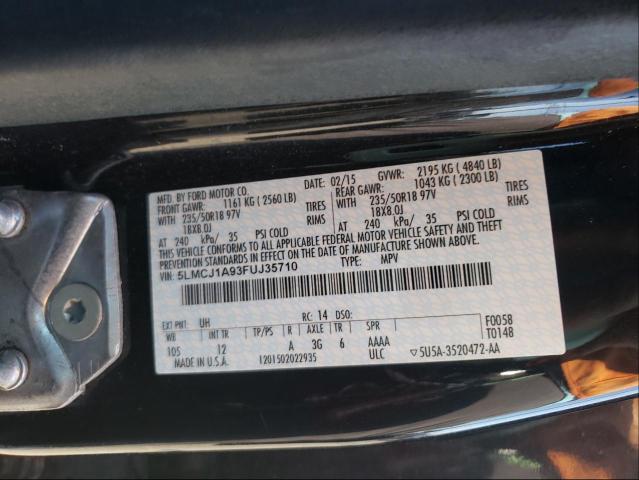 MFD. BY FORD MOTOR CO. DATE: 02/15 GVWR: 2195 KG ( 4840 LB)
FRONT GAWR: 1161 KG ( 2560 LB) REAR GAWR: 1043 KG ( 2300 LB)
WITH 235/50R18 97V TIRES WITH 235/50R18 97V TIRES
18X8.0J RIMS 18X8.0J RIMS
AT 240 kPa/ 35 PSI COLD AT 240 kPa/ 35 PSI COLD
THIS VEHICLE CONFORMS TO ALL APPLICABLE FEDERAL MOTOR VEHICLE SAFETY AND THEFT
PREVENTION STANDARDS IN EFFECT ON THE DATE OF MANUFACTURE SHOWN ABOVE.
VIN: 5LMCJ1A93FUJ35710 TYPE: MPV
EXT PNT: UH RC: 14 DSO: F0058
WB INT TR TP/PS R AXLE TR SPR T0148
105 12 A 3G 6 AAAA
MADE IN U.S.A. 1201502022935 ULC ▽5U5A-3520472-AA